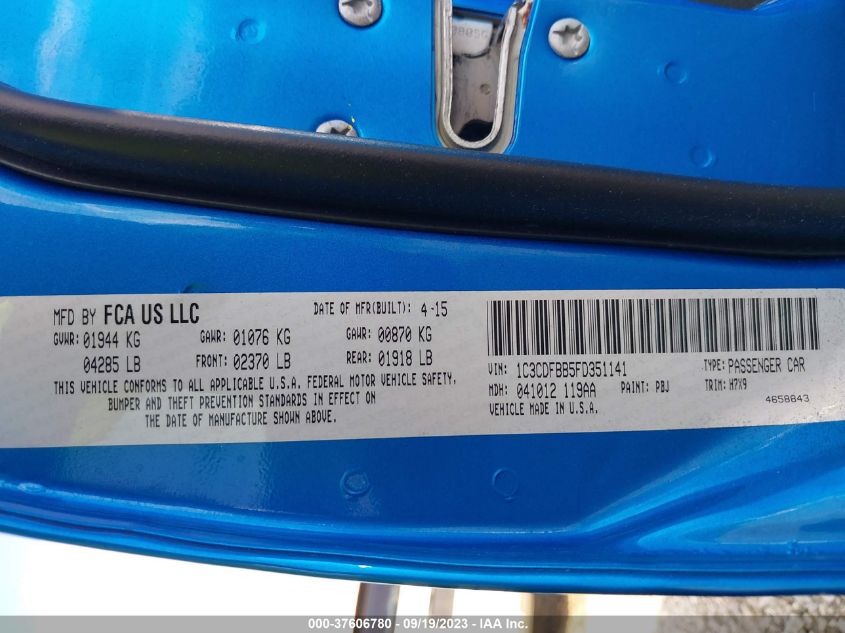 MFD BY FCA US LLC
DATE OF MFR(BUILT): 4-15
GVWR: 01944 KG
GAWR: 01076 KG
GAWR: 00870 KG
04285 LB
FRONT: 02370 LB
REAR: 01918 LB
THIS VEHICLE CONFORMS TO ALL APPLICABLE U.S.A. FEDERAL MOTOR VEHICLE SAFETY,
BUMPER AND THEFT PREVENTION STANDARDS IN EFFECT ON
THE DATE OF MANUFACTURE SHOWN ABOVE.
VIN: 1C3CDFBB5FD351141
TYPE: PASSENGER CAR
MDH: 041012 119AA
PAINT: PBJ
TRIM: H7X9
VEHICLE MADE IN U.S.A.
4658843
000-37606780 — 09/19/2023 — IAA Inc.